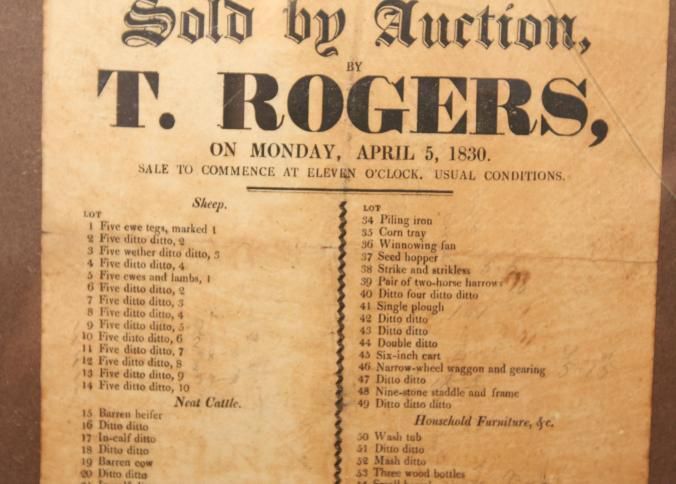 Sold by Auction,
BY
T. ROGERS,
ON MONDAY, APRIL 5, 1830.
SALE TO COMMENCE AT ELEVEN O'CLOCK. USUAL CONDITIONS.
Sheep.
LOT
1 Five ewe tegs, marked 1
2 Five ditto ditto, 2
3 Five wether ditto ditto, 3
4 Five ditto ditto, 4
5 Five ewes and lambs, 1
6 Five ditto ditto, 2
7 Five ditto ditto, 3
8 Five ditto ditto, 4
9 Five ditto ditto, 5
10 Five ditto ditto, 6
11 Five ditto ditto, 7
12 Five ditto ditto, 8
13 Five ditto ditto, 9
14 Five ditto ditto, 10
Neat Cattle.
15 Barren heifer
16 Ditto ditto
17 In-calf ditto
18 Ditto ditto
19 Barren cow
20 Ditto ditto
LOT
34 Piling iron
35 Corn tray
36 Winnowing fan
37 Seed hopper
38 Strike and strikless
39 Pair of two-horse harrows
40 Ditto four ditto ditto
41 Single plough
42 Ditto ditto
43 Ditto ditto
44 Double ditto
45 Six-inch cart
46 Narrow-wheel waggon and gearing
47 Ditto ditto
48 Nine-stone staddle and frame
49 Ditto ditto ditto
Household Furniture, &c.
50 Wash tub
51 Ditto ditto
52 Mash ditto
53 Three wood bottles